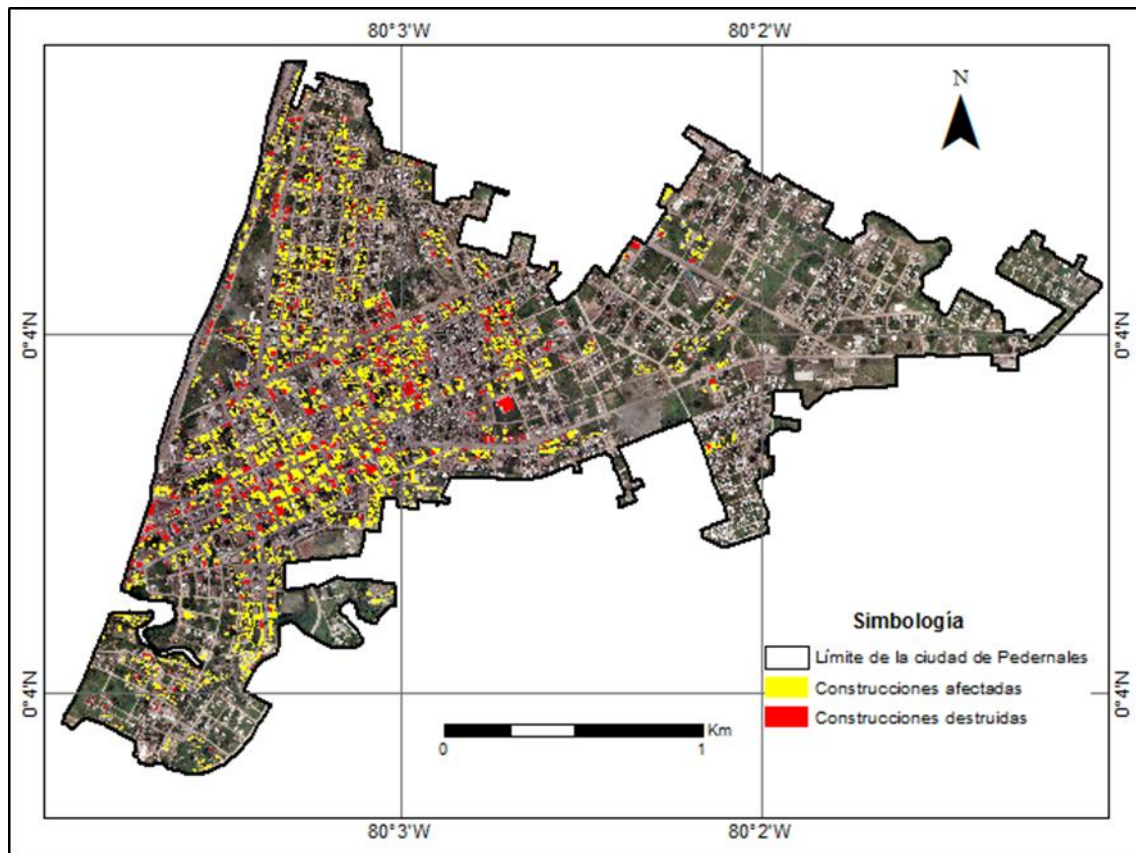 80°3'W
80°2'W
N
0°4'N
0°4'N
Simbología
Límite de la ciudad de Pedernales
Construcciones afectadas
Construcciones destruidas
0°4'N
0°4'N
Km
0
1
80°3'W
80°2'W